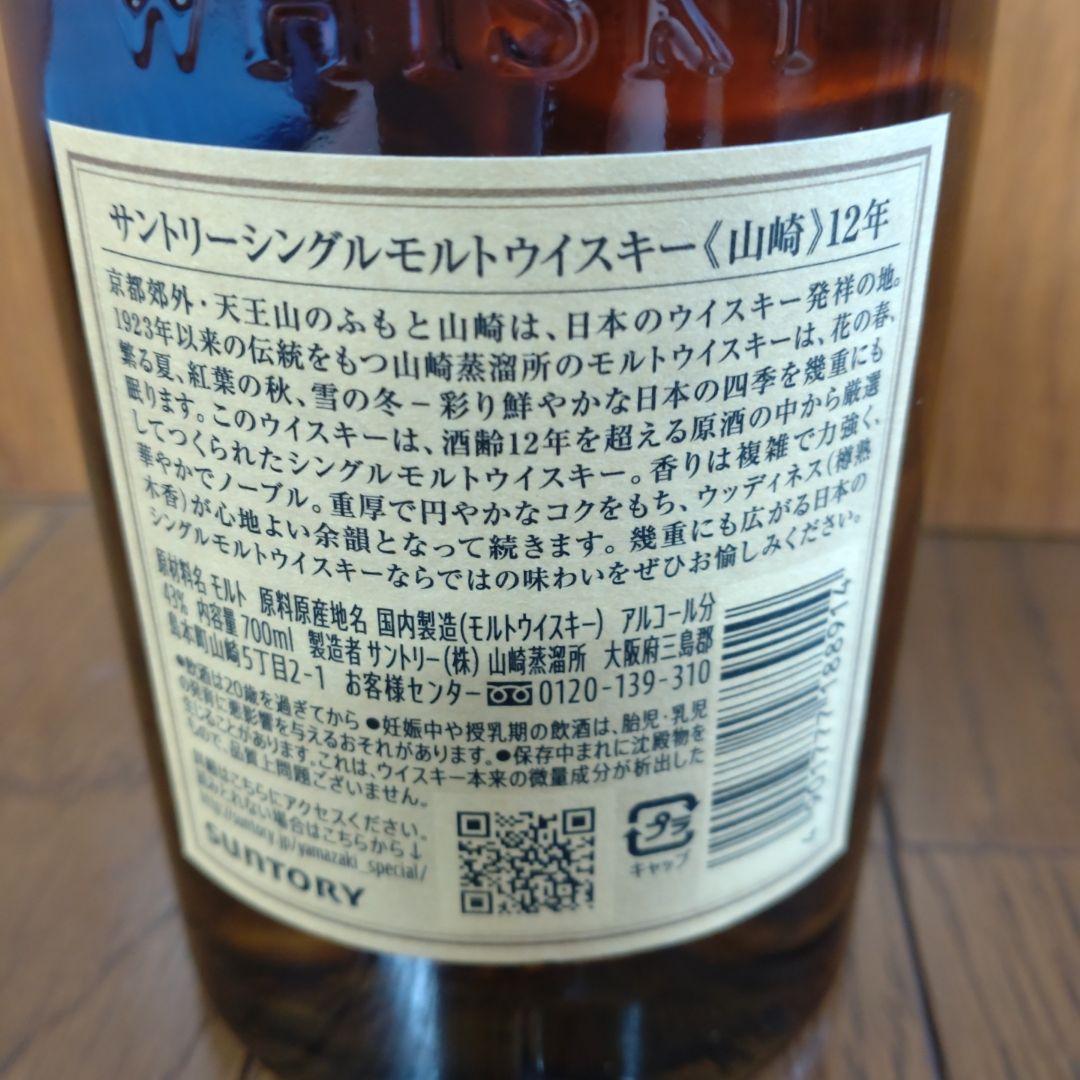 WHISKY
サントリーシングルモルトウイスキー《山崎》12年
京都郊外・天王山のふもと山崎は、日本のウイスキー発祥の地。
1923年以来の伝統をもつ山崎蒸溜所のモルトウイスキーは、花の春、
繁る夏、紅葉の秋、雪の冬－彩り鮮やかな日本の四季を幾重にも
眠ります。このウイスキーは、酒齢12年を超える原酒の中から厳選
してつくられたシングルモルトウイスキー。香りは複雑で力強く、
華やかでノーブル。重厚で円やかなコクをもち、ウッディネス(樽熟
木香)が心地よい余韻となって続きます。幾重にも広がる日本の
シングルモルトウイスキーならではの味わいをぜひお愉しみください。
原材料名 モルト 原料原産地名 国内製造(モルトウイスキー) アルコール分
43% 内容量 700ml 製造者 サントリー(株) 山崎蒸溜所 大阪府三島郡
島本町山崎5丁目2-1 お客様センター 0120-139-310
●飲酒は20歳を過ぎてから ●妊娠中や授乳期の飲酒は、胎児・乳児
の発育に悪影響を与えるおそれがあります。●保存中まれに沈殿物を
生じることがあります。これは、ウイスキー本来の微量成分が析出した
もので、品質上問題ございません。
詳細はこちらにアクセスください。
読みとれない場合はこちらから↓
http://suntory.jp/yamazaki_special/
SUNTORY
プラ
キャップ
4 901777 188914